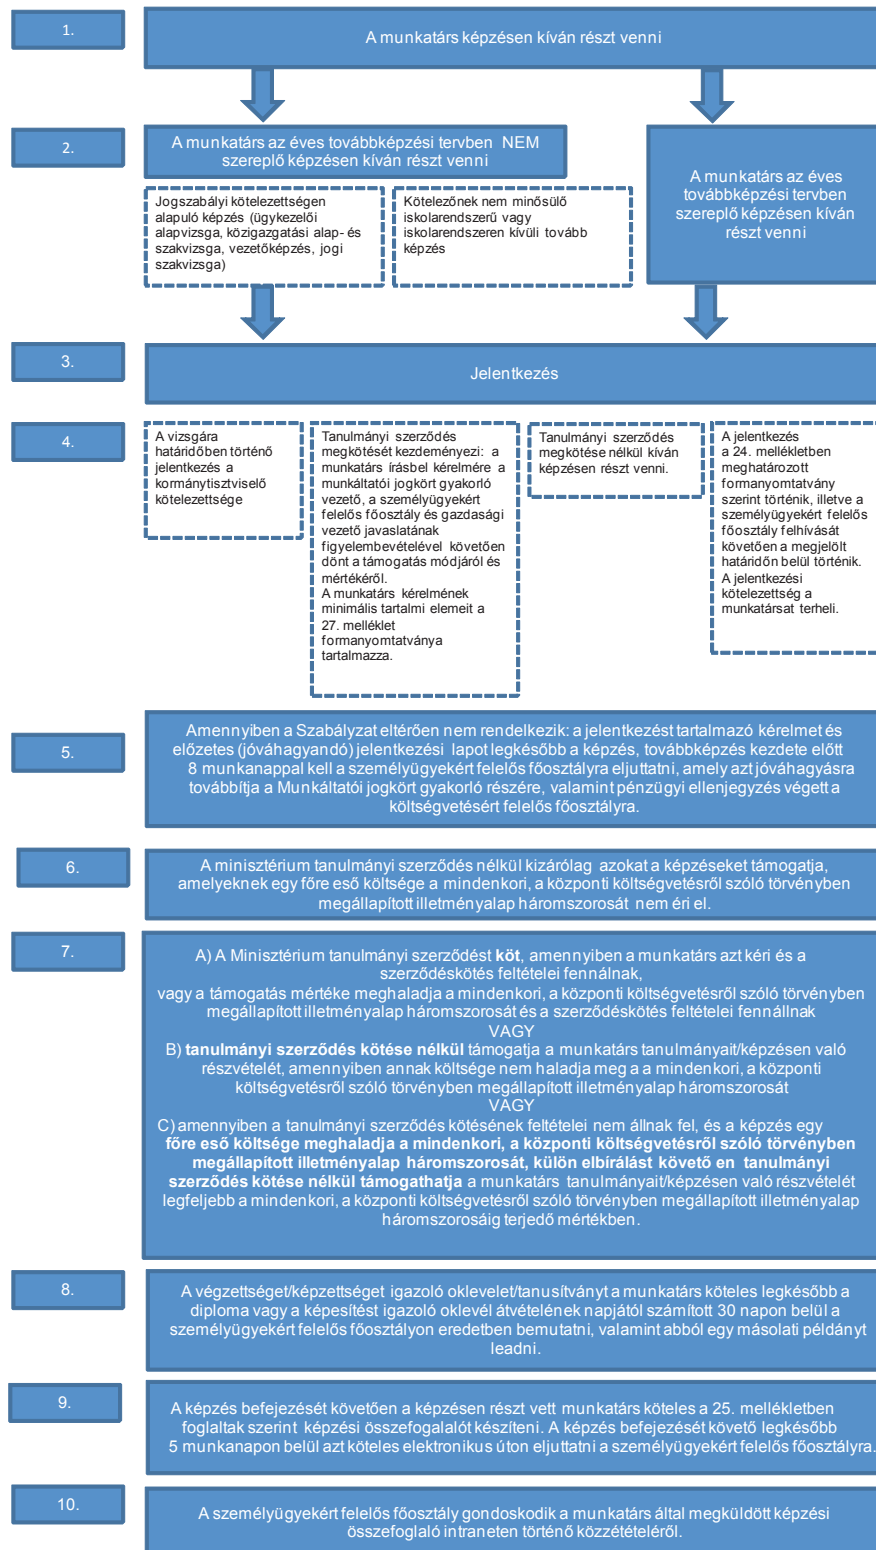 1.
A munkatárs képzésen kíván részt venni
2.
A munkatárs az éves továbbképzési tervben NEM
szereplő képzésen kíván részt venni
A munkatárs az éves
továbbképzési tervben
szereplő képzésen kíván
részt venni
Jogszabályi kötelezettségen
alapuló képzés (ügykezelői
alapvizsga, közigazgatási alap- és
szakvizsga, vezetőképzés, jogi
szakvizsga)
Kötelezőnek nem minősülő
iskolarendszerű vagy
iskolarendszeren kívüli tovább
képzés
3.
Jelentkezés
4.
A vizsgára
határidőben történő
jelentkezés a
kormánytisztviselő
kötelezettsége
Tanulmányi szerződés
megkötését kezdeményezi: a
munkatárs írásbel kérelmére a
munkáltatói jogkört gyakorló
vezető, a személyügyekért
felelős főosztály és gazdasági
vezető javaslatának
figyelembevételével követően
dönt a támogatás módjáról és
mértékéről.
A munkatárs kérelmének
minimális tartalmi elemeit a
27. melléklet
formanyomtatványa
tartalmazza.
Tanulmányi szerződés
megkötése nélkül kíván
képzésen részt venni.
A jelentkezés
a 24. mellékletben
meghatározott
formanyomtatvány
szerint történik, illetve a
személyügyekért felelős
főosztály felhívását
követően a megjelölt
határidőn belül történik.
A jelentkezési
kötelezettség a
munkatársat terheli.
5.
Amennyiben a Szabályzat eltérően nem rendelkezik: a jelentkezést tartalmazó kérelmet és
előzetes (jóváhagyandó) jelentkezési lapot legkésőbb a képzés, továbbképzés kezdete előtt
8 munkanappal kell a személyügyekért felelős főosztályra eljuttatni, amely azt jóváhagyásra
továbbítja a Munkáltatói jogkört gyakorló részére, valamint pénzügyi ellenjegyzés végett a
költségvetésért felelős főosztályra.
6.
A minisztérium tanulmányi szerződés nélkül kizárólag azokat a képzéseket támogatja,
amelyeknek egy főre eső költsége a mindenkori, a központi költségvetésről szóló törvényben
megállapított illetményalap háromszorosát nem éri el.
7.
A) A Minisztérium tanulmányi szerződést köt, amennyiben a munkatárs azt kéri és a
szerződéskötés feltételei fennálnak,
vagy a támogatás mértéke meghaladja a mindenkori, a központi költségvetésről szóló törvényben
megállapított illetményalap háromszorosát és a szerződéskötés feltételei fennállnak
VAGY
B) tanulmányi szerződés kötése nélkül támogatja a munkatárs tanulmányait/képzésen való
részvételét, amennyiben annak költsége nem haladja meg a a mindenkori, a központi
költségvetésről szóló törvényben megállapított illetményalap háromszorosát
VAGY
C) amennyiben a tanulmányi szerződés kötésének feltételei nem állnak fel, és a képzés egy
főre eső költsége meghaladja a mindenkori, a központi költségvetésről szóló törvényben
megállapított illetményalap háromszorosát, külön elbírálást követő en tanulmányi
szerződés kötése nélkül támogathatja a munkatárs tanulmányait/képzésen való részvételét
legfeljebb a mindenkori, a központi költségvetésről szóló törvényben megállapított illetményalap
háromszorosáig terjedő mértékben.
8.
A végzettséget/képzettséget igazoló oklevelet/tanusítványt a munkatárs köteles legkésőbb a
diploma vagy a képesítést igazoló oklevél átvételének napjától számított 30 napon belül a
személyügyekért felelős főosztályon eredetben bemutatni, valamint abból egy másolati példányt
leadni.
9.
A képzés befejezését követően a képzésen részt vett munkatárs köteles a 25. mellékletben
foglaltak szerint képzési összefogalalót készíteni. A képzés befejezését követő legkésőbb
5 munkanapon belül azt köteles elektronikus úton eljuttatni a személyügyekért felelős főosztályra.
10.
A személyügyekért felelős főosztály gondoskodik a munkatárs által megküldött képzési
összefoglaló intraneten történő közzétételéről.